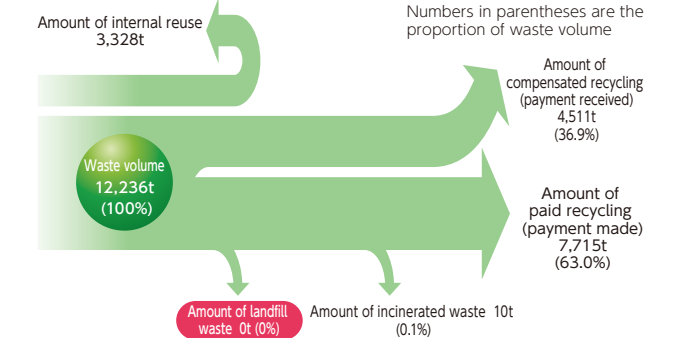 Amount of internal reuse
3,328t
Numbers in parentheses are the
proportion of waste volume
Amount of
compensated recycling
(payment received)
4,511t
(36.9%)
Waste volume
12,236t
(100%)
Amount of
paid recycling
(payment made)
7,715t
(63.0%)
Amount of landfill
waste 0t (0%)
Amount of incinerated waste 10t
(0.1%)